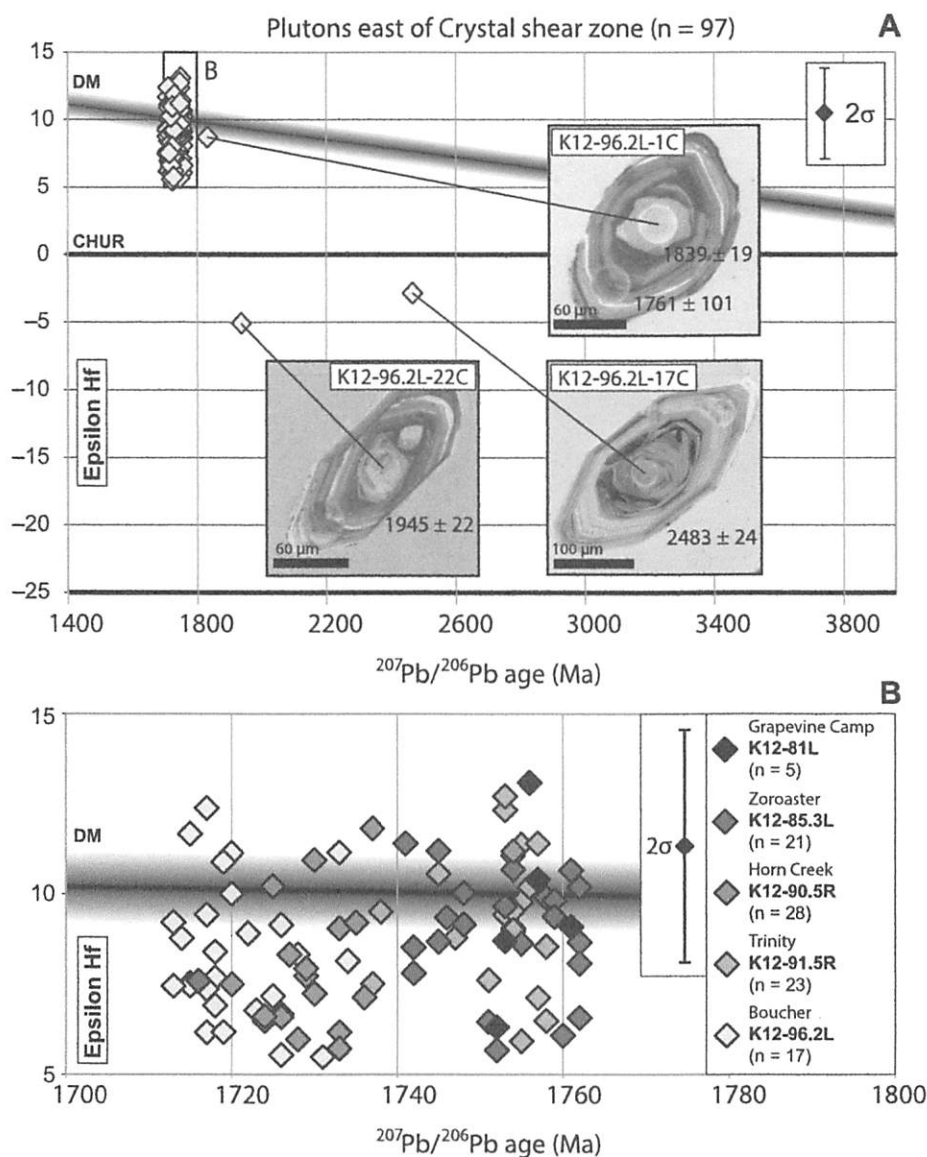 Plutons east of Crystal shear zone (n = 97)
A
15
10
5
0
−5
−10
−15
−20
−25
DM
B
CHUR
Epsilon Hf
2σ
K12-96.2L-1C
1839 ± 19
1761 ± 101
60 µm
K12-96.2L-22C
1945 ± 22
60 µm
K12-96.2L-17C
2483 ± 24
100 µm
1400 1800 2200 2600 3000 3400 3800
²⁰⁷Pb/²⁰⁶Pb age (Ma)
B
15
10
5
DM
Epsilon Hf
2σ
Grapevine Camp
K12-81L
(n = 5)
Zoroaster
K12-85.3L
(n = 21)
Horn Creek
K12-90.5R
(n = 28)
Trinity
K12-91.5R
(n = 23)
Boucher
K12-96.2L
(n = 17)
1700 1720 1740 1760 1780 1800
²⁰⁷Pb/²⁰⁶Pb age (Ma)